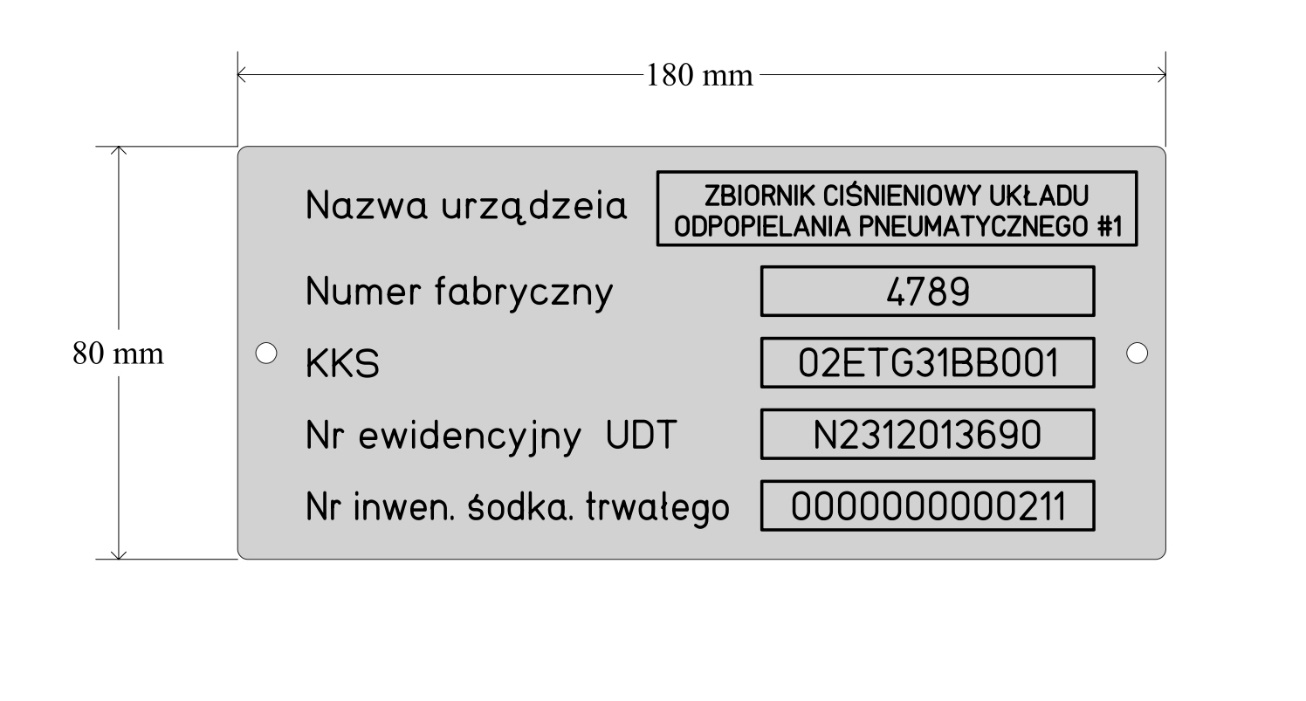 180 mm
Nazwa urządzeia
ZBIORNIK CIŚNIENIOWY UKŁADU
ODPOPIELANIA PNEUMATYCZNEGO #1
Numer fabryczny 4789
80 mm
KKS 02ETG31BB001
Nr ewidencyjny UDT N2312013690
Nr inwen. śodka. trwałego 0000000000211